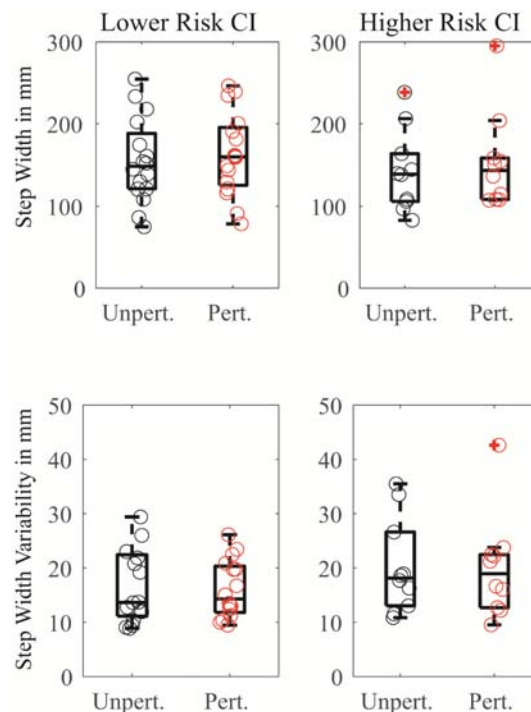 Lower Risk CI
Higher Risk CI
Step Width in mm
300
200
100
0
Unpert.
Pert.
300
200
100
0
Unpert.
Pert.
Step Width Variability in mm
50
40
30
20
10
0
Unpert.
Pert.
50
40
30
20
10
0
Unpert.
Pert.